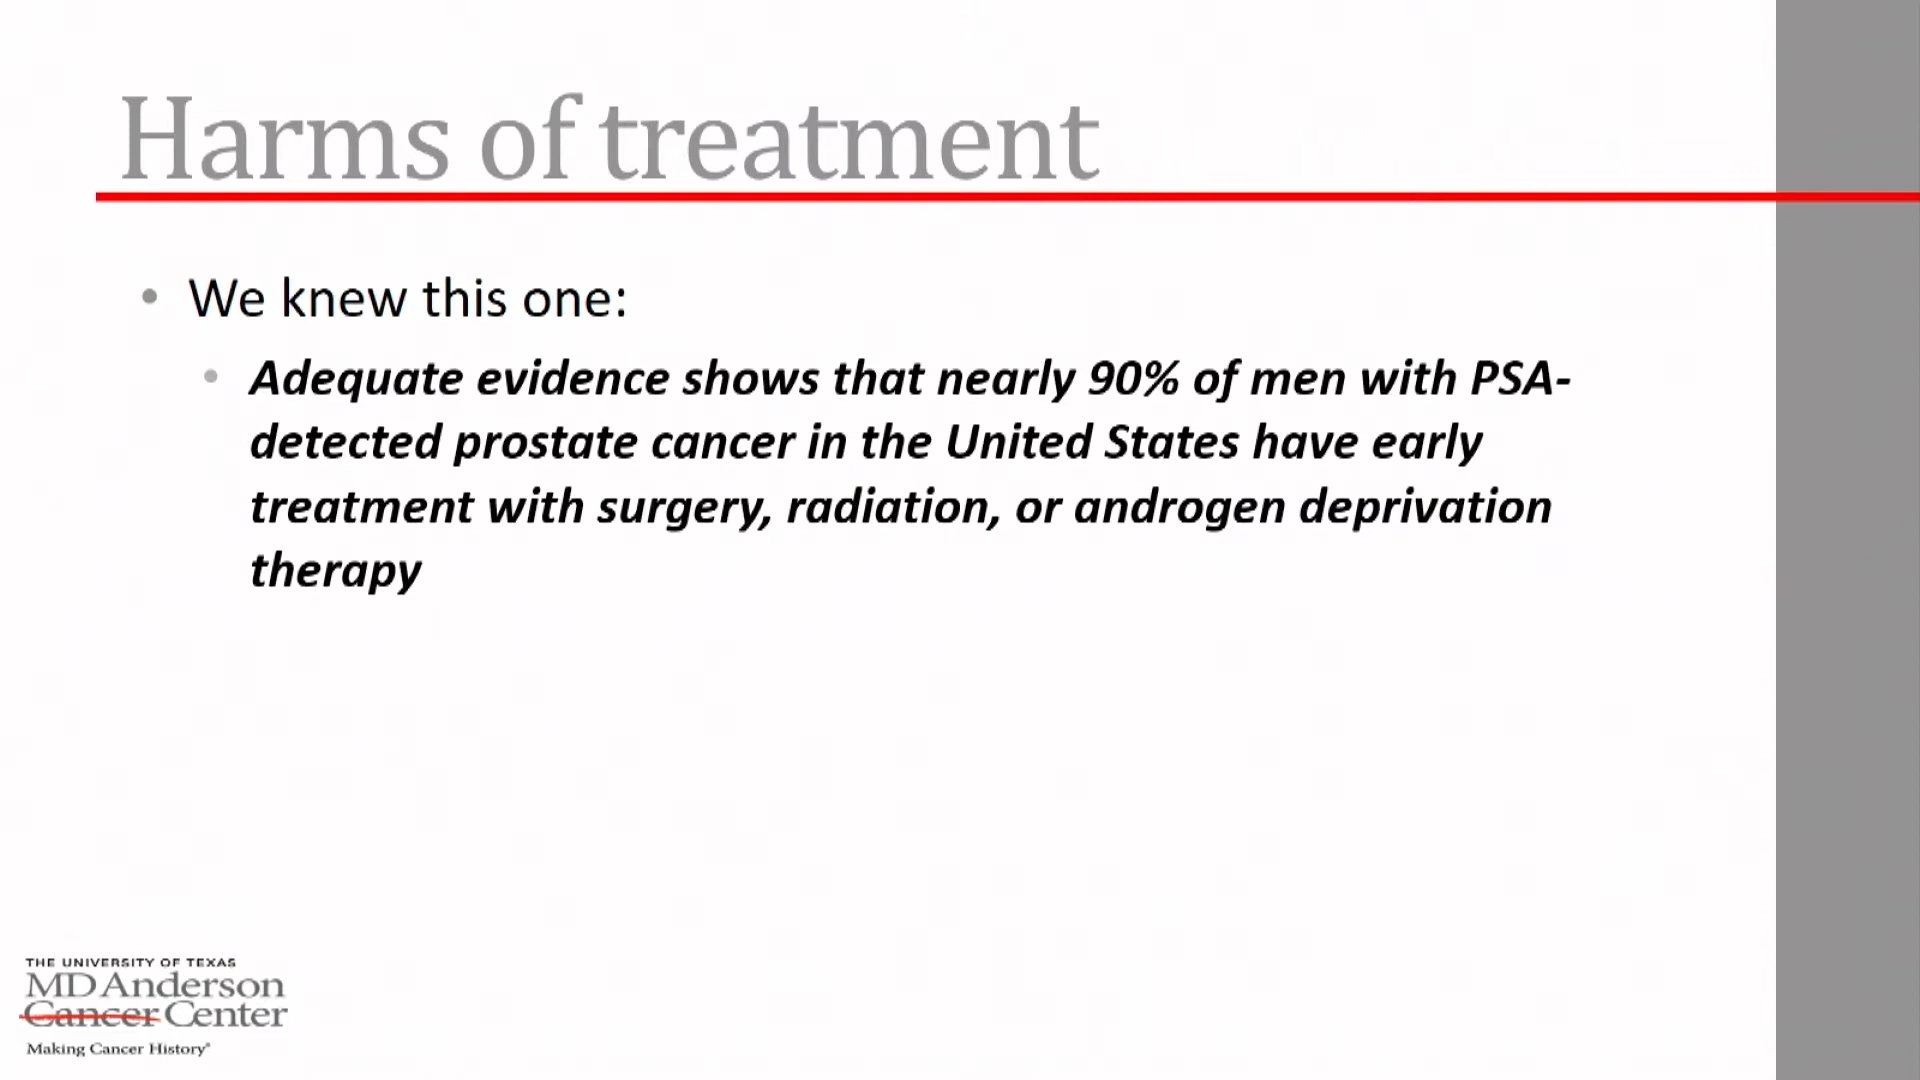 Harms of treatment
• We knew this one:
• Adequate evidence shows that nearly 90% of men with PSA-
detected prostate cancer in the United States have early
treatment with surgery, radiation, or androgen deprivation
therapy
THE UNIVERSITY OF TEXAS
MD Anderson
Cancer Center
Making Cancer History®